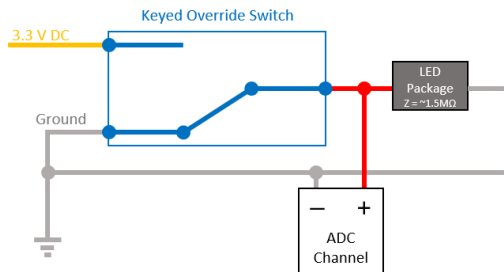 Keyed Override Switch
3.3 V DC
LED
Package
Z = ~1.5MΩ
Ground
− +
ADC
Channel